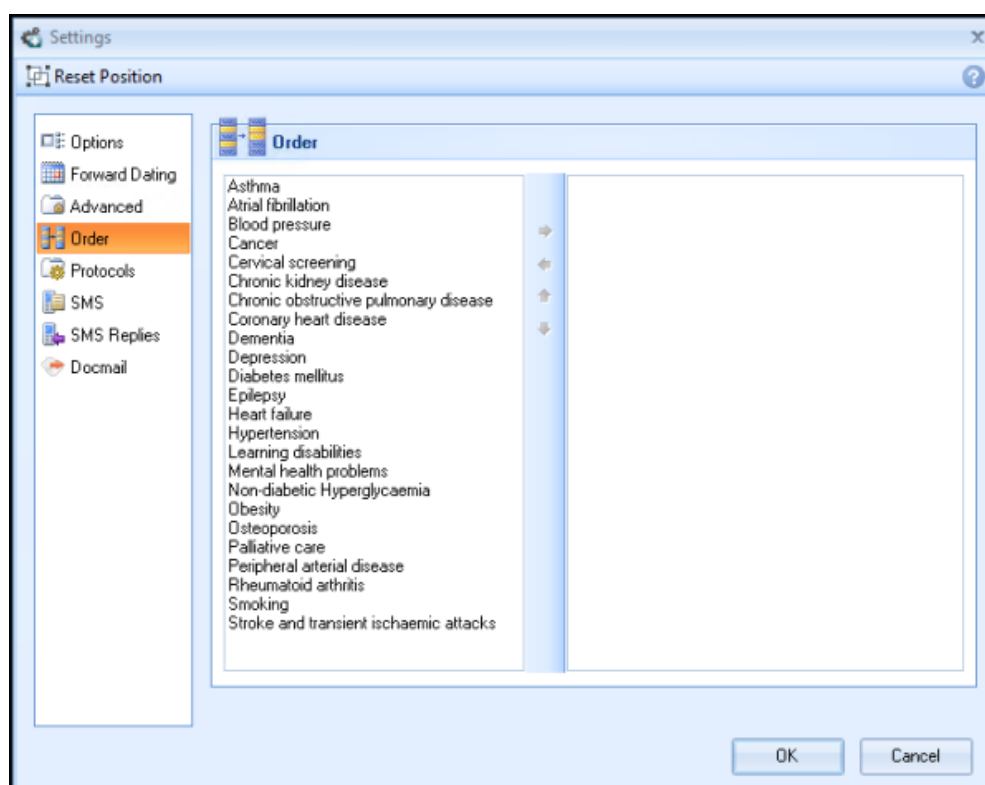 Settings
Reset Position
Options
Forward Dating
Advanced
Order
Protocols
SMS
SMS Replies
Docmail
Order
Asthma
Atrial fibrillation
Blood pressure
Cancer
Cervical screening
Chronic kidney disease
Chronic obstructive pulmonary disease
Coronary heart disease
Dementia
Depression
Diabetes mellitus
Epilepsy
Heart failure
Hypertension
Learning disabilities
Mental health problems
Non-diabetic Hyperglycaemia
Obesity
Osteoporosis
Palliative care
Peripheral arterial disease
Rheumatoid arthritis
Smoking
Stroke and transient ischaemic attacks
OK Cancel